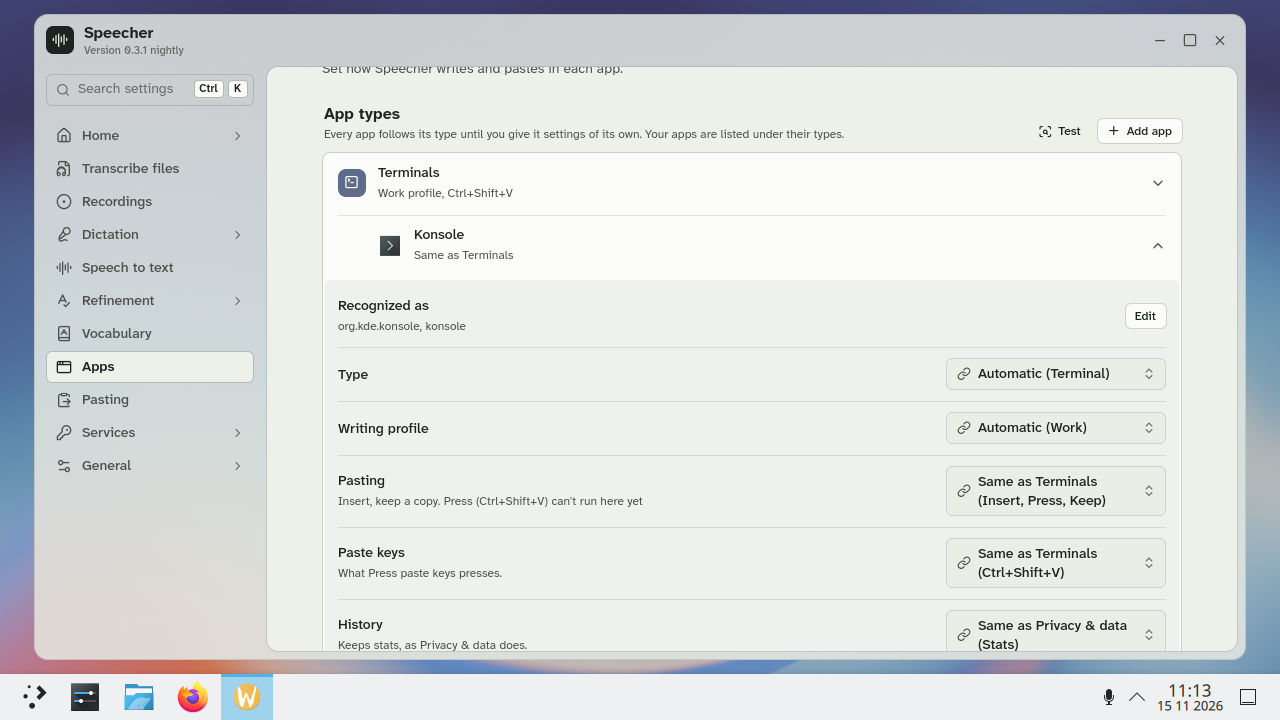 Speecher
Version 0.3.1 nightly
Search settings Ctrl K
Home
Transcribe files
Recordings
Dictation
Speech to text
Refinement
Vocabulary
Apps
Pasting
Services
General
Set how Speecher writes and pastes in each app.
App types
Every app follows its type until you give it settings of its own. Your apps are listed under their types.
Test
Add app
Terminals
Work profile, Ctrl+Shift+V
Konsole
Same as Terminals
Recognized as
org.kde.konsole, konsole
Edit
Type
Automatic (Terminal)
Writing profile
Automatic (Work)
Pasting
Insert, keep a copy. Press (Ctrl+Shift+V) can't run here yet
Same as Terminals
(Insert, Press, Keep)
Paste keys
What Press paste keys presses.
Same as Terminals
(Ctrl+Shift+V)
History
Keeps stats, as Privacy & data does.
Same as Privacy & data
(Stats)
11:13
15 11 2026